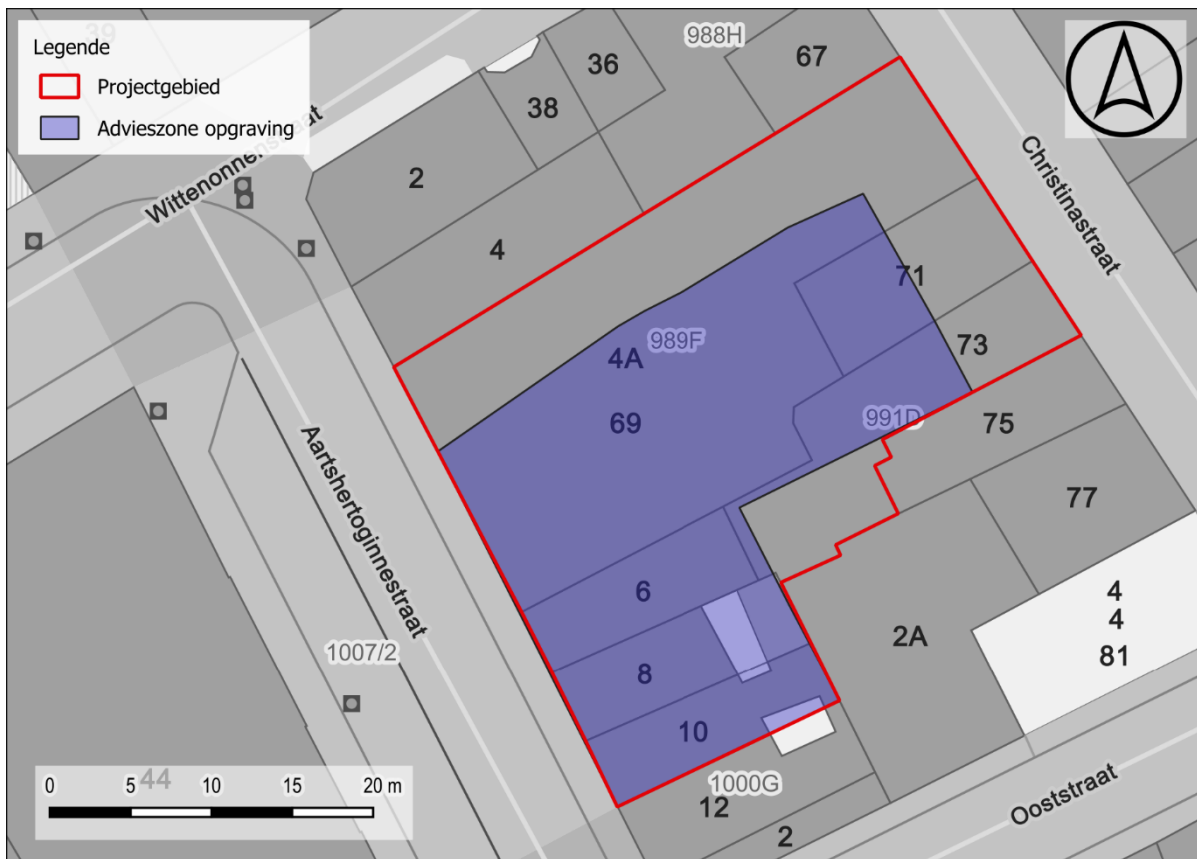 Legende
Projectgebied
Advieszone opgraving
39
988H
36
67
38
2
4
Wittenonnenstraat
Christinastraat
71
989F
4A
73
69
991D
75
Aartshertoginnestraat
77
6
4
4
2A
81
1007/2
8
10
1000G
12
2
Ooststraat
44
0 5 10 15 20 m